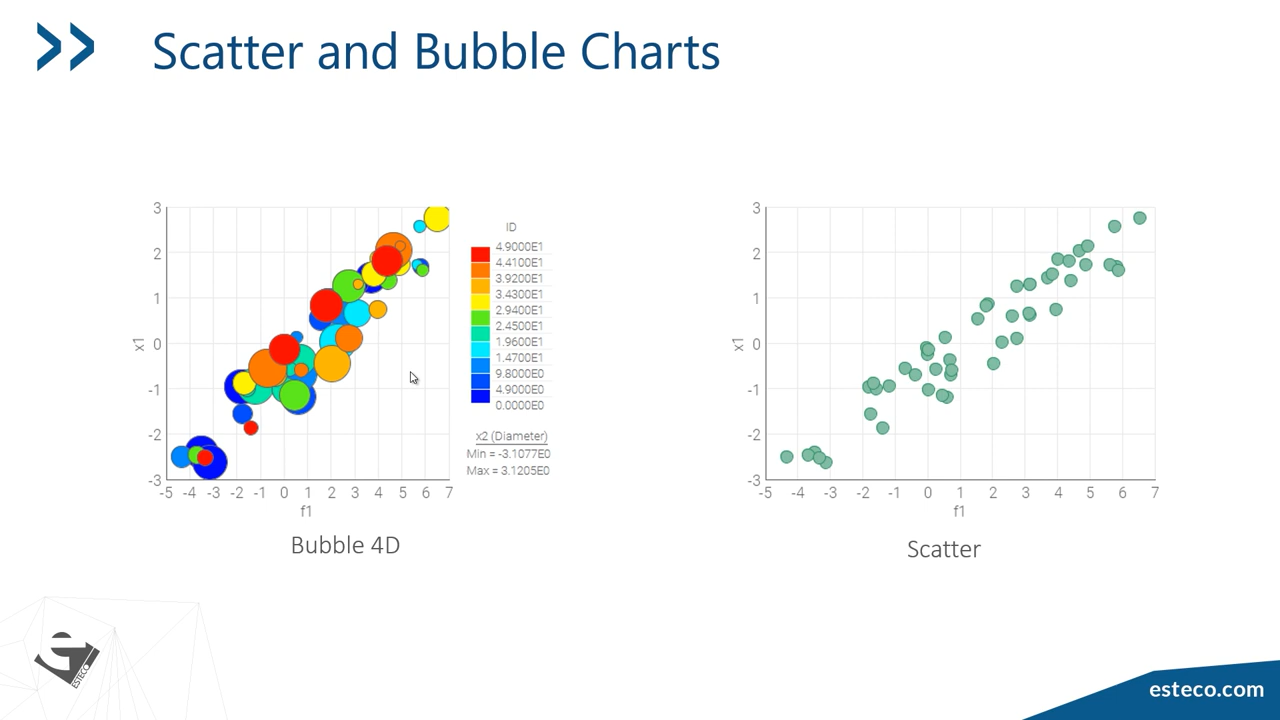 Scatter and Bubble Charts
3
2
1
0
-1
-2
-3
x1
-5 -4 -3 -2 -1 0 1 2 3 4 5 6 7
f1
Bubble 4D
ID
4.9000E1
4.4100E1
3.9200E1
3.4300E1
2.9400E1
2.4500E1
1.9600E1
1.4700E1
9.8000E0
4.9000E0
0.0000E0
x2 (Diameter)
Min = -3.1077E0
Max = 3.1205E0
3
2
1
0
-1
-2
-3
x1
-5 -4 -3 -2 -1 0 1 2 3 4 5 6 7
f1
Scatter
ESTECO
esteco.com